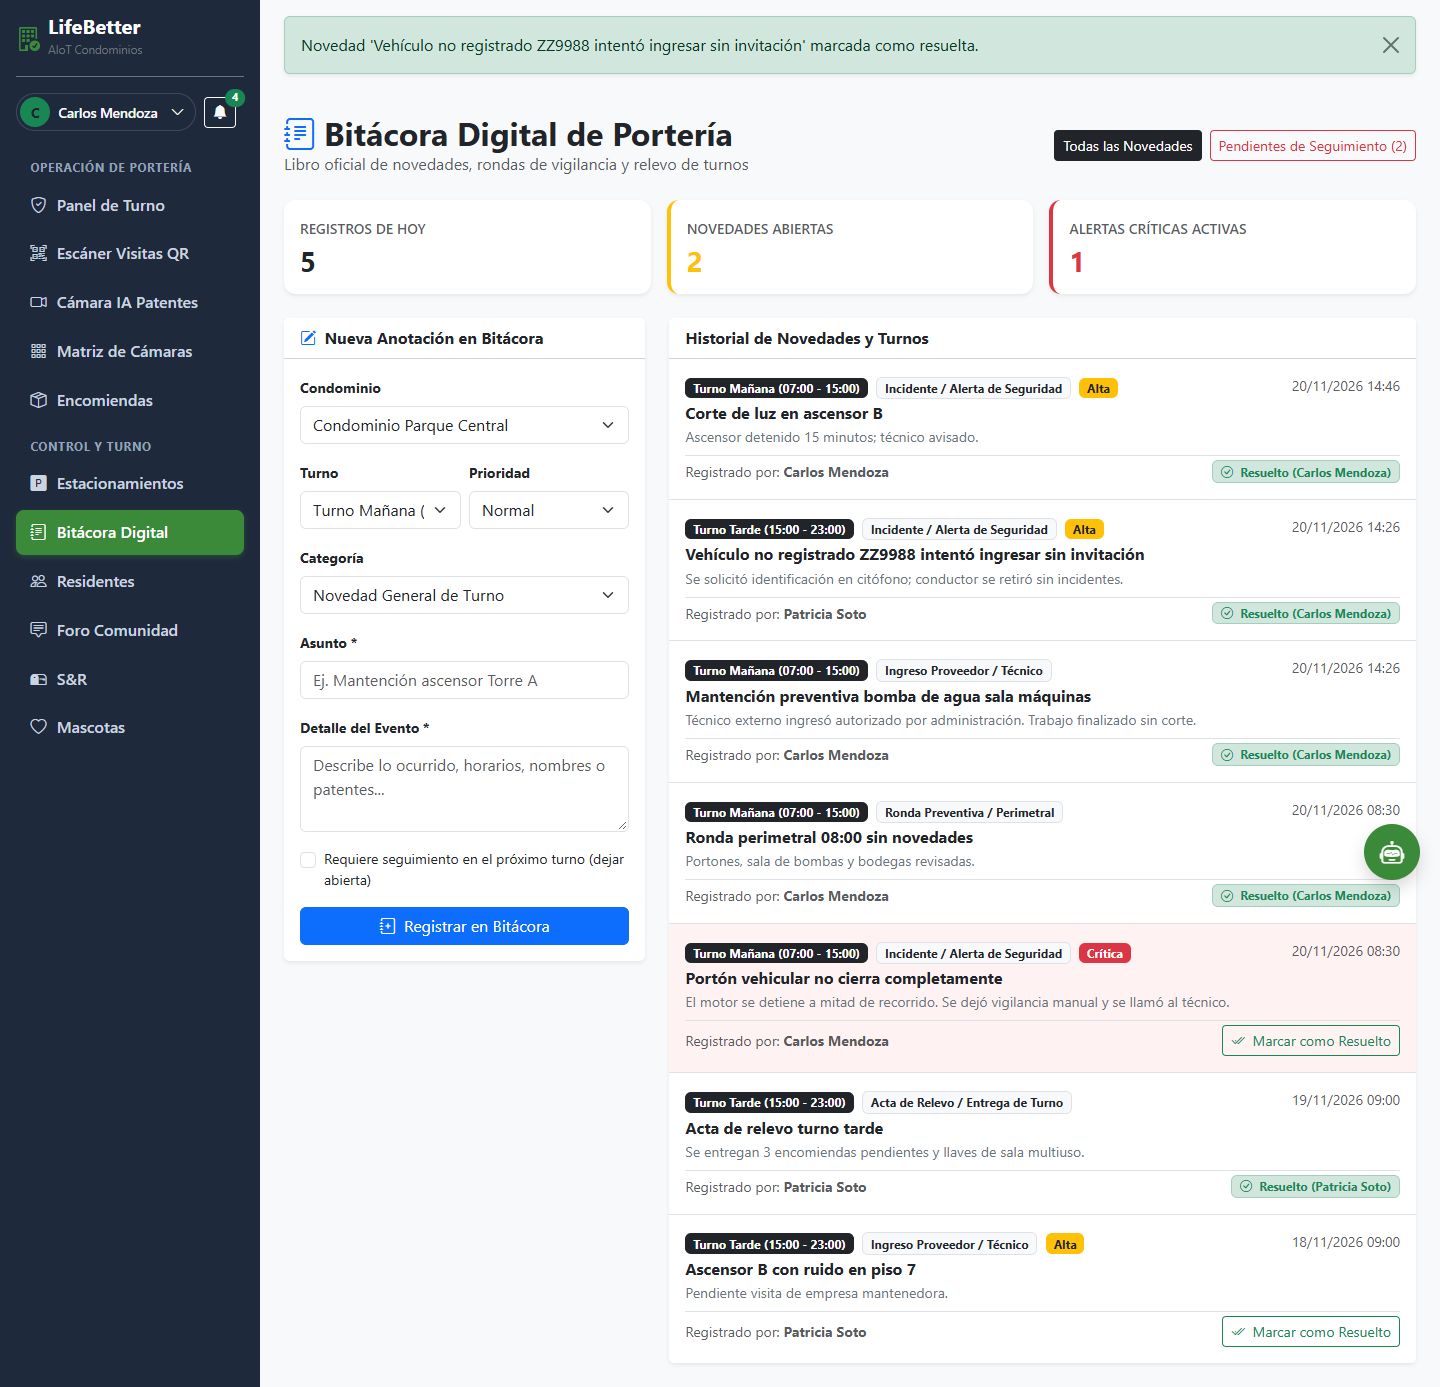 LifeBetter
AIoT Condominios
C
Carlos Mendoza
4
OPERACIÓN DE PORTERÍA
Panel de Turno
Escáner Visitas QR
Cámara IA Patentes
Matriz de Cámaras
Encomiendas
CONTROL Y TURNO
P
Estacionamientos
Bitácora Digital
Residentes
Foro Comunidad
S&R
Mascotas
Novedad 'Vehículo no registrado ZZ9988 intentó ingresar sin invitación' marcada como resuelta.
Bitácora Digital de Portería
Libro oficial de novedades, rondas de vigilancia y relevo de turnos
Todas las Novedades
Pendientes de Seguimiento (2)
REGISTROS DE HOY
5
NOVEDADES ABIERTAS
2
ALERTAS CRÍTICAS ACTIVAS
1
Nueva Anotación en Bitácora
Condominio
Condominio Parque Central
Turno
Prioridad
Turno Mañana (
Normal
Categoría
Novedad General de Turno
Asunto *
Ej. Mantención ascensor Torre A
Detalle del Evento *
Describe lo ocurrido, horarios, nombres o
patentes...
Requiere seguimiento en el próximo turno (dejar
abierta)
Registrar en Bitácora
Historial de Novedades y Turnos
Turno Mañana (07:00 - 15:00) Incidente / Alerta de Seguridad Alta 20/11/2026 14:46
Corte de luz en ascensor B
Ascensor detenido 15 minutos; técnico avisado.
Registrado por: Carlos Mendoza Resuelto (Carlos Mendoza)
Turno Tarde (15:00 - 23:00) Incidente / Alerta de Seguridad Alta 20/11/2026 14:26
Vehículo no registrado ZZ9988 intentó ingresar sin invitación
Se solicitó identificación en citófono; conductor se retiró sin incidentes.
Registrado por: Patricia Soto Resuelto (Carlos Mendoza)
Turno Mañana (07:00 - 15:00) Ingreso Proveedor / Técnico 20/11/2026 14:26
Mantención preventiva bomba de agua sala máquinas
Técnico externo ingresó autorizado por administración. Trabajo finalizado sin corte.
Registrado por: Carlos Mendoza Resuelto (Carlos Mendoza)
Turno Mañana (07:00 - 15:00) Ronda Preventiva / Perimetral 20/11/2026 08:30
Ronda perimetral 08:00 sin novedades
Portones, sala de bombas y bodegas revisadas.
Registrado por: Carlos Mendoza Resuelto (Carlos Mendoza)
Turno Mañana (07:00 - 15:00) Incidente / Alerta de Seguridad Crítica 20/11/2026 08:30
Portón vehicular no cierra completamente
El motor se detiene a mitad de recorrido. Se dejó vigilancia manual y se llamó al técnico.
Registrado por: Carlos Mendoza Marcar como Resuelto
Turno Tarde (15:00 - 23:00) Acta de Relevo / Entrega de Turno 19/11/2026 09:00
Acta de relevo turno tarde
Se entregan 3 encomiendas pendientes y llaves de sala multiuso.
Registrado por: Patricia Soto Resuelto (Patricia Soto)
Turno Tarde (15:00 - 23:00) Ingreso Proveedor / Técnico Alta 18/11/2026 09:00
Ascensor B con ruido en piso 7
Pendiente visita de empresa mantenedora.
Registrado por: Patricia Soto Marcar como Resuelto